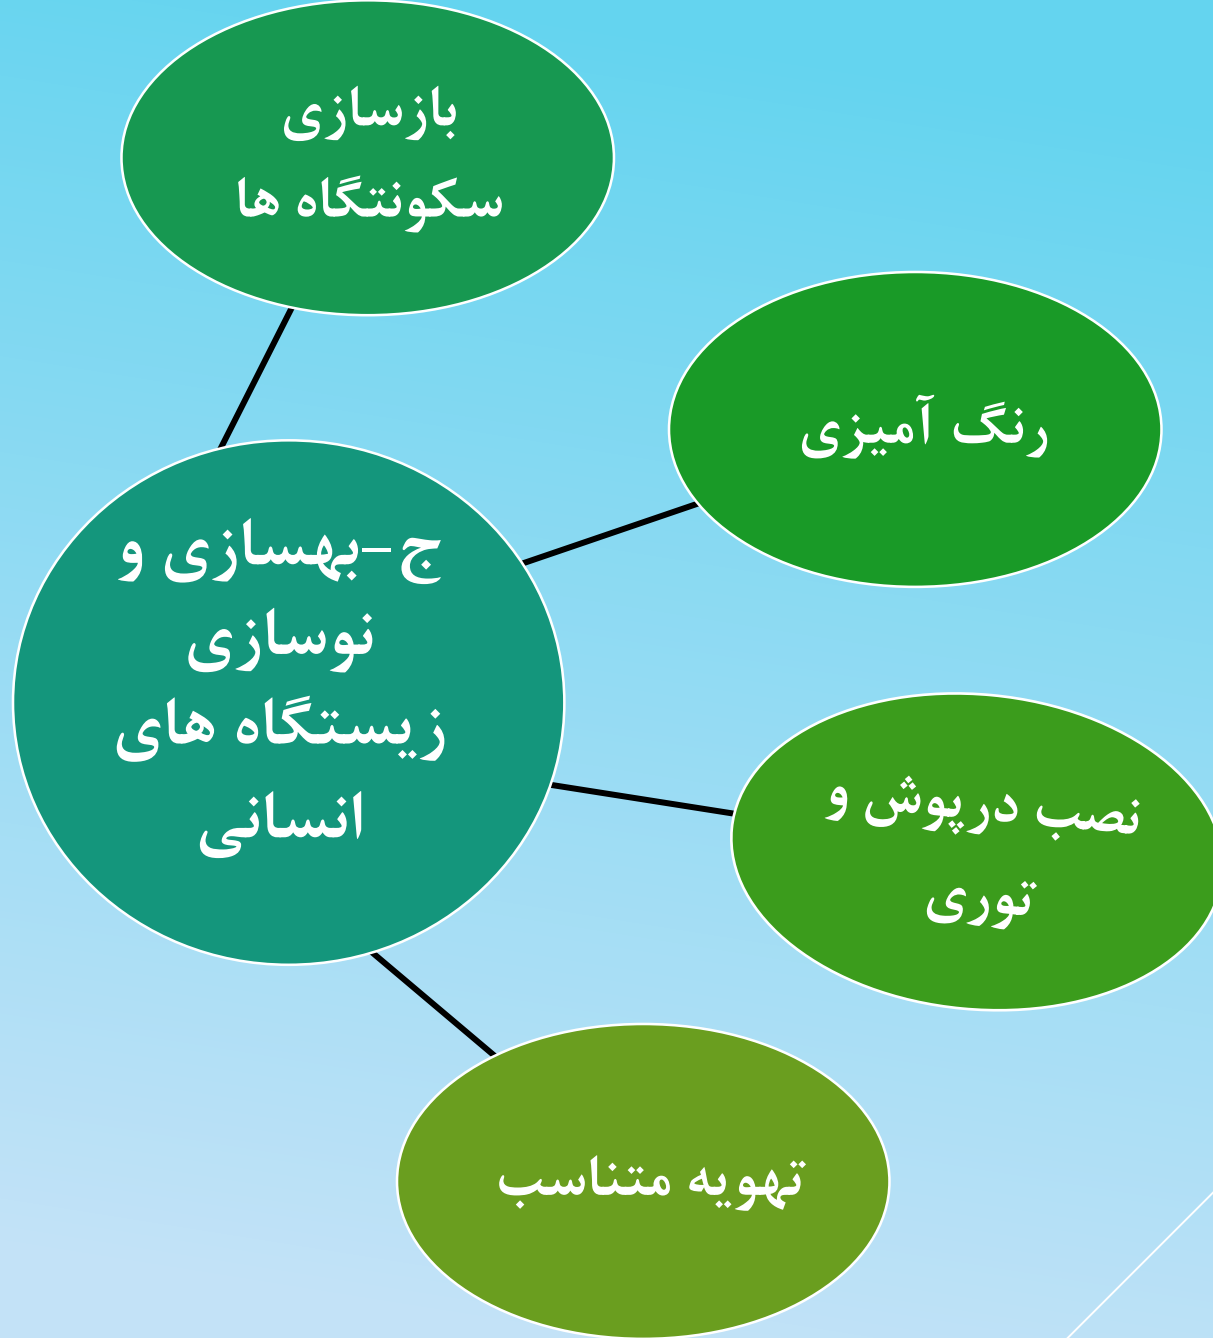 بازسازی
سکونتگاه ها
رنگ آمیزی
ج-بهسازی و
نوسازی
زیستگاه های
انسانی
نصب درپوش و
توری
تهویه متناسب